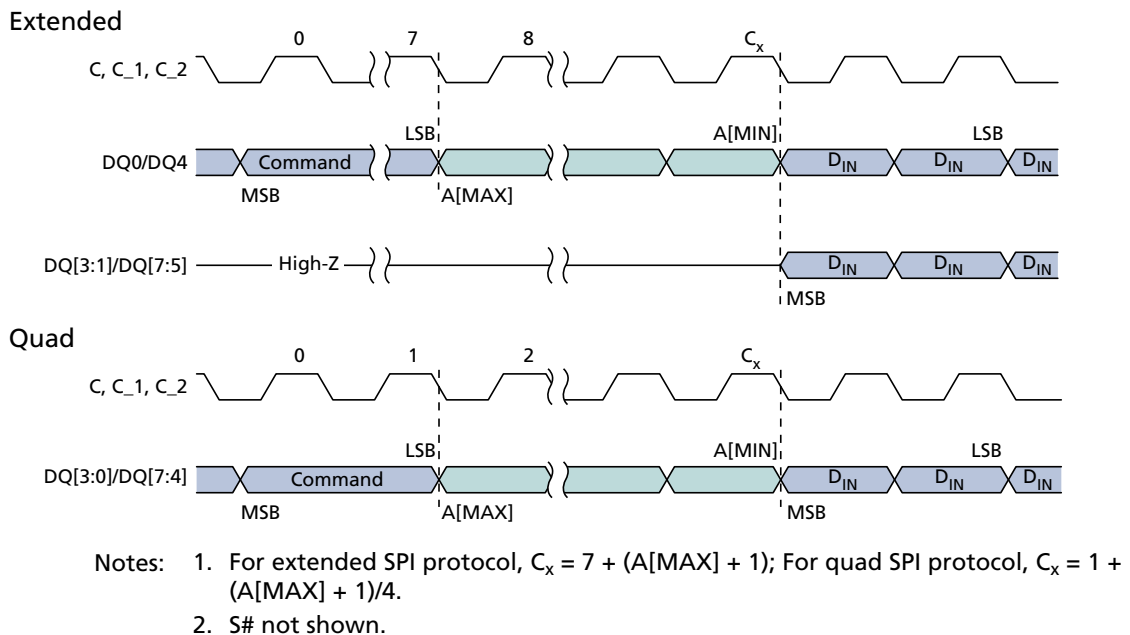 Extended
0 7 8 Cx
C, C_1, C_2
LSB A[MIN] LSB
DQ0/DQ4 Command DIN DIN DIN
MSB A[MAX]
DQ[3:1]/DQ[7:5] High-Z DIN DIN DIN
MSB
Quad
0 1 2 Cx
C, C_1, C_2
LSB A[MIN] LSB
DQ[3:0]/DQ[7:4] Command DIN DIN DIN
MSB A[MAX] MSB
Notes: 1. For extended SPI protocol, Cx = 7 + (A[MAX] + 1); For quad SPI protocol, Cx = 1 +
(A[MAX] + 1)/4.
2. S# not shown.